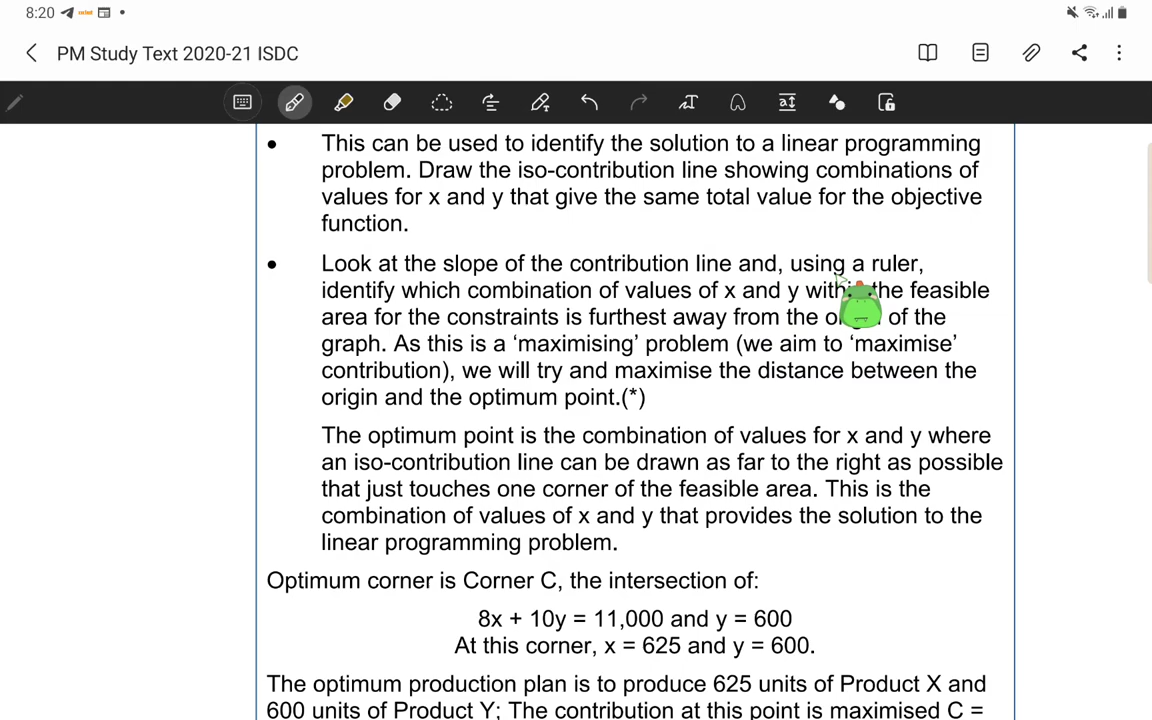 8:20
PM Study Text 2020-21 ISDC
This can be used to identify the solution to a linear programming
problem. Draw the iso-contribution line showing combinations of
values for x and y that give the same total value for the objective
function.
Look at the slope of the contribution line and, using a ruler,
identify which combination of values of x and y within the feasible
area for the constraints is furthest away from the origin of the
graph. As this is a ‘maximising’ problem (we aim to ‘maximise’
contribution), we will try and maximise the distance between the
origin and the optimum point.(*)
The optimum point is the combination of values for x and y where
an iso-contribution line can be drawn as far to the right as possible
that just touches one corner of the feasible area. This is the
combination of values of x and y that provides the solution to the
linear programming problem.
Optimum corner is Corner C, the intersection of:
8x + 10y = 11,000 and y = 600
At this corner, x = 625 and y = 600.
The optimum production plan is to produce 625 units of Product X and
600 units of Product Y; The contribution at this point is maximised C =